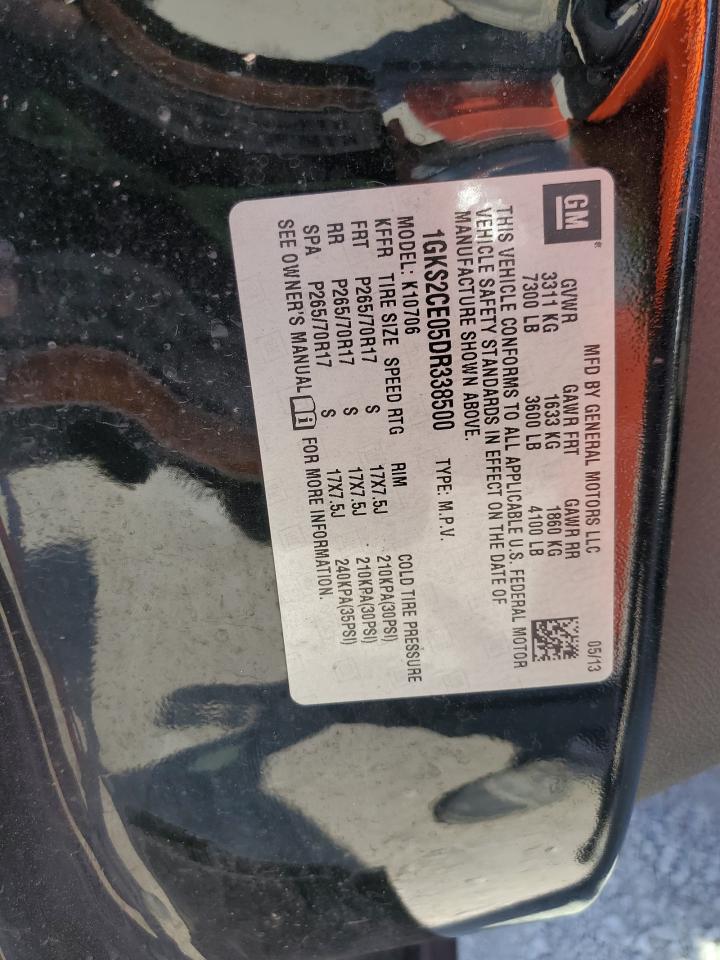 GM®
MFD BY GENERAL MOTORS LLC 05/13
GVWR GAWR FRT GAWR RR
3311 KG 1633 KG 1860 KG
7300 LB 3600 LB 4100 LB
THIS VEHICLE CONFORMS TO ALL APPLICABLE U.S. FEDERAL MOTOR
VEHICLE SAFETY STANDARDS IN EFFECT ON THE DATE OF
MANUFACTURE SHOWN ABOVE.
1GKS2CE05DR338500 TYPE: M.P.V.
MODEL: K10706
KFFR TIRE SIZE SPEED RTG RIM COLD TIRE PRESSURE
FRT P265/70R17 S 17X7.5J 210KPA(30PSI)
RR P265/70R17 S 17X7.5J 210KPA(30PSI)
SPA P265/70R17 S 17X7.5J 240KPA(35PSI)
SEE OWNER'S MANUAL i FOR MORE INFORMATION.